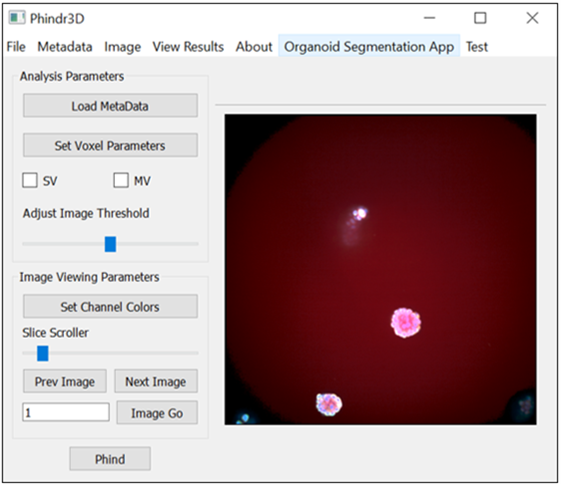 Phindr3D
File Metadata Image View Results About Organoid Segmentation App Test
Analysis Parameters
Load MetaData
Set Voxel Parameters
SV MV
Adjust Image Threshold
Image Viewing Parameters
Set Channel Colors
Slice Scroller
Prev Image Next Image
1 Image Go
Phind